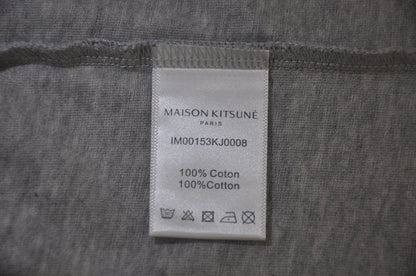 MAISON KITSUNÉ
PARIS
IM00153KJ0008
100% Coton
100%Cotton